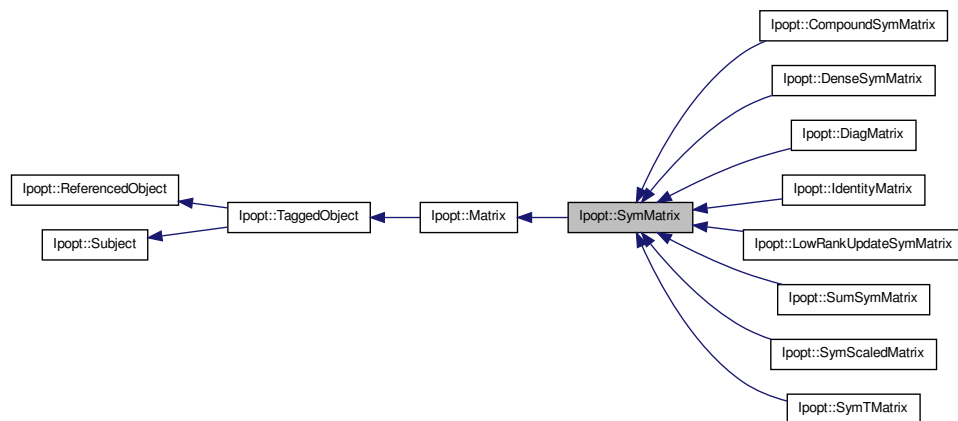 Ipopt::CompoundSymMatrix
Ipopt::DenseSymMatrix
Ipopt::DiagMatrix
Ipopt::ReferencedObject
Ipopt::IdentityMatrix
Ipopt::TaggedObject
Ipopt::Matrix
Ipopt::SymMatrix
Ipopt::Subject
Ipopt::LowRankUpdateSymMatrix
Ipopt::SumSymMatrix
Ipopt::SymScaledMatrix
Ipopt::SymTMatrix